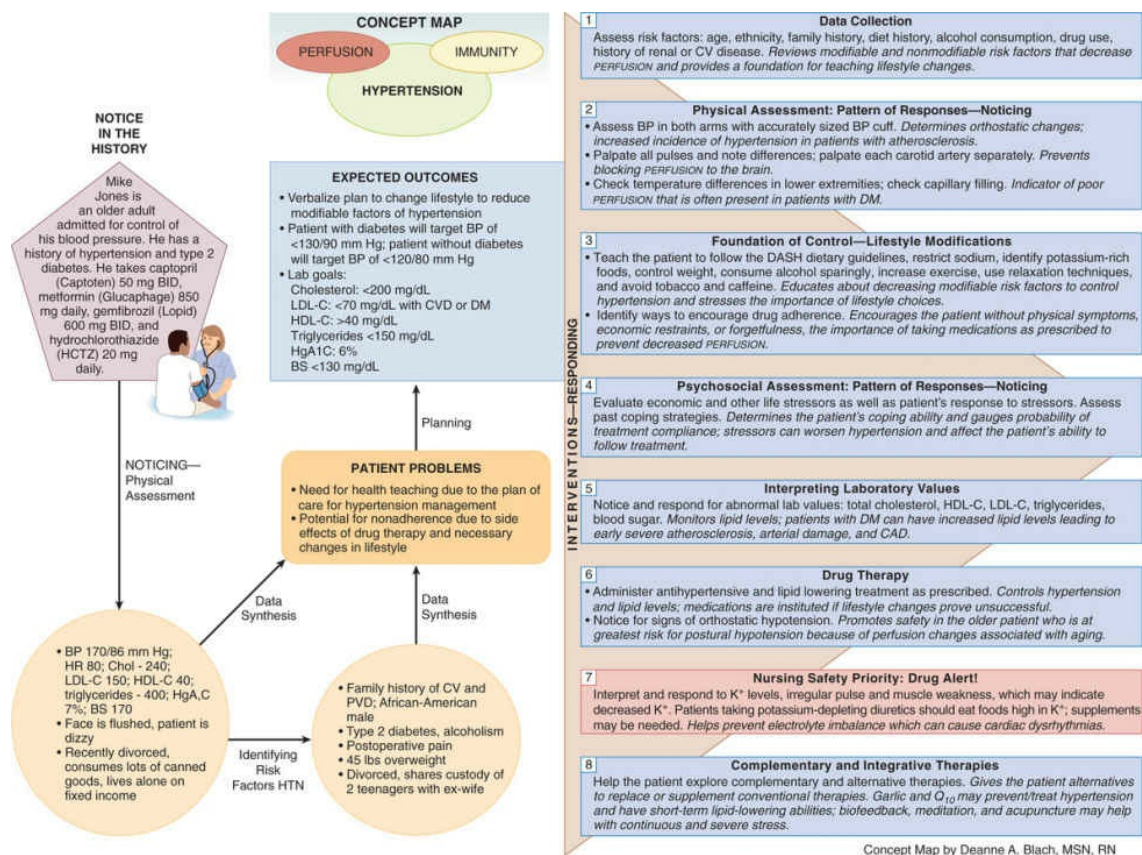 CONCEPT MAP
PERFUSION
IMMUNITY
HYPERTENSION
NOTICE
IN THE
HISTORY
Mike
Jones is
an older adult
admitted for control of
his blood pressure. He has a
history of hypertension and type 2
diabetes. He takes captopril
(Captoten) 50 mg BID,
metformin (Glucaphage) 850
mg daily, gemfibrozil (Lopid)
600 mg BID, and
hydrochlorothiazide
(HCTZ) 20 mg
daily.
EXPECTED OUTCOMES
• Verbalize plan to change lifestyle to reduce
modifiable factors of hypertension
• Patient with diabetes will target BP of
<130/90 mm Hg; patient without diabetes
will target BP of <120/80 mm Hg
• Lab goals:
Cholesterol: <200 mg/dL
LDL-C: <70 mg/dL with CVD or DM
HDL-C: >40 mg/dL
Triglycerides <150 mg/dL
HgA1C: 6%
BS <130 mg/dL
Planning
NOTICING—
Physical
Assessment
PATIENT PROBLEMS
• Need for health teaching due to the plan of
care for hypertension management
• Potential for nonadherence due to side
effects of drug therapy and necessary
changes in lifestyle
Data
Synthesis
Data
Synthesis
• BP 170/86 mm Hg;
HR 80; Chol - 240;
LDL-C 150; HDL-C 40;
triglycerides - 400; HgA,C
7%; BS 170
• Face is flushed, patient is
dizzy
• Recently divorced,
consumes lots of canned
goods, lives alone on
fixed income
Identifying
Risk
Factors HTN
• Family history of CV and
PVD; African-American
male
• Type 2 diabetes, alcoholism
• Postoperative pain
• 45 lbs overweight
• Divorced, shares custody of
2 teenagers with ex-wife
INTERVENTIONS—RESPONDING
1
Data Collection
Assess risk factors: age, ethnicity, family history, diet history, alcohol consumption, drug use,
history of renal or CV disease. Reviews modifiable and nonmodifiable risk factors that decrease
PERFUSION and provides a foundation for teaching lifestyle changes.
2
Physical Assessment: Pattern of Responses—Noticing
• Assess BP in both arms with accurately sized BP cuff. Determines orthostatic changes;
increased incidence of hypertension in patients with atherosclerosis.
• Palpate all pulses and note differences; palpate each carotid artery separately. Prevents
blocking PERFUSION to the brain.
• Check temperature differences in lower extremities; check capillary filling. Indicator of poor
PERFUSION that is often present in patients with DM.
3
Foundation of Control—Lifestyle Modifications
• Teach the patient to follow the DASH dietary guidelines, restrict sodium, identify potassium-rich
foods, control weight, consume alcohol sparingly, increase exercise, use relaxation techniques,
and avoid tobacco and caffeine. Educates about decreasing modifiable risk factors to control
hypertension and stresses the importance of lifestyle choices.
• Identify ways to encourage drug adherence. Encourages the patient without physical symptoms,
economic restraints, or forgetfulness, the importance of taking medications as prescribed to
prevent decreased PERFUSION.
4
Psychosocial Assessment: Pattern of Responses—Noticing
Evaluate economic and other life stressors as well as patient's response to stressors. Assess
past coping strategies. Determines the patient's coping ability and gauges probability of
treatment compliance; stressors can worsen hypertension and affect the patient's ability to
follow treatment.
5
Interpreting Laboratory Values
Notice and respond for abnormal lab values: total cholesterol, HDL-C, LDL-C, triglycerides,
blood sugar. Monitors lipid levels; patients with DM can have increased lipid levels leading to
early severe atherosclerosis, arterial damage, and CAD.
6
Drug Therapy
• Administer antihypertensive and lipid lowering treatment as prescribed. Controls
hypertension and lipid levels; medications are instituted if lifestyle changes prove unsuccessful.
• Notice for signs of orthostatic hypotension. Promotes safety in the older patient who is at
greatest risk for postural hypotension because of perfusion changes associated with aging.
7
Nursing Safety Priority: Drug Alert!
Interpret and respond to K⁺ levels, irregular pulse and muscle weakness, which may indicate
decreased K⁺. Patients taking potassium-depleting diuretics should eat foods high in K⁺; supplements
may be needed. Helps prevent electrolyte imbalance which can cause cardiac dysrhythmias.
8
Complementary and Integrative Therapies
Help the patient explore complementary and alternative therapies. Gives the patient alternatives
to replace or supplement conventional therapies. Garlic and Q₁₀ may prevent/treat hypertension
and have short-term lipid-lowering abilities; biofeedback, meditation, and acupuncture may help
with continuous and severe stress.
Concept Map by Deanne A. Blach, MSN, RN